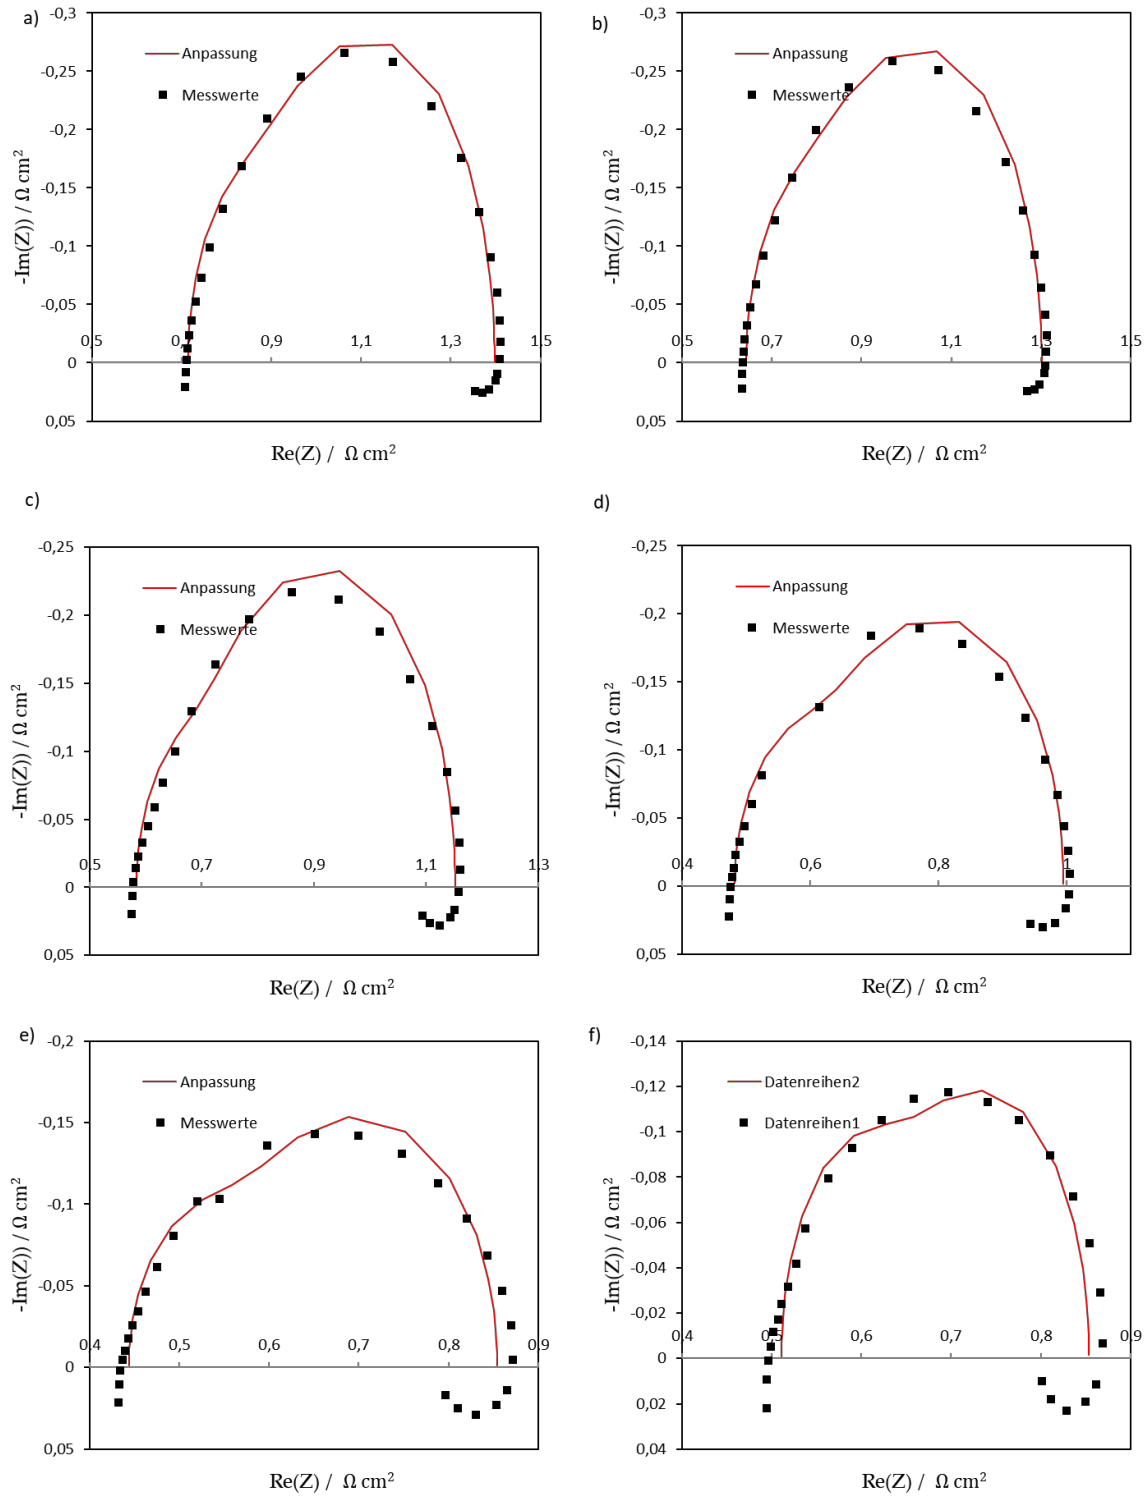 a)
-0,3
Anpassung
-0,25
Messwerte
-0,2
-0,15
-0,1
-0,05
0,5 0,7 0,9 1,1 1,3 1,5
0
0,05
-Im(Z)) / Ω cm²
Re(Z) / Ω cm²
b)
-0,3
Anpassung
-0,25
Messwerte
-0,2
-0,15
-0,1
-0,05
0,5 0,7 0,9 1,1 1,3 1,5
0
0,05
-Im(Z)) / Ω cm²
Re(Z) / Ω cm²
c)
-0,25
Anpassung
-0,2
Messwerte
-0,15
-0,1
-0,05
0,5 0,7 0,9 1,1 1,3
0
0,05
-Im(Z)) / Ω cm²
Re(Z) / Ω cm²
d)
-0,25
Anpassung
-0,2
Messwerte
-0,15
-0,1
-0,05
0,4 0,6 0,8 1
0
0,05
-Im(Z)) / Ω cm²
Re(Z) / Ω cm²
e)
-0,2
Anpassung
-0,15
Messwerte
-0,1
-0,05
0,4 0,5 0,6 0,7 0,8 0,9
0
0,05
-Im(Z)) / Ω cm²
Re(Z) / Ω cm²
f)
-0,14
-0,12
Datenreihen2
-0,1
Datenreihen1
-0,08
-0,06
-0,04
-0,02
0,4 0,5 0,6 0,7 0,8 0,9
0
0,02
0,04
-Im(Z)) / Ω cm²
Re(Z) / Ω cm²